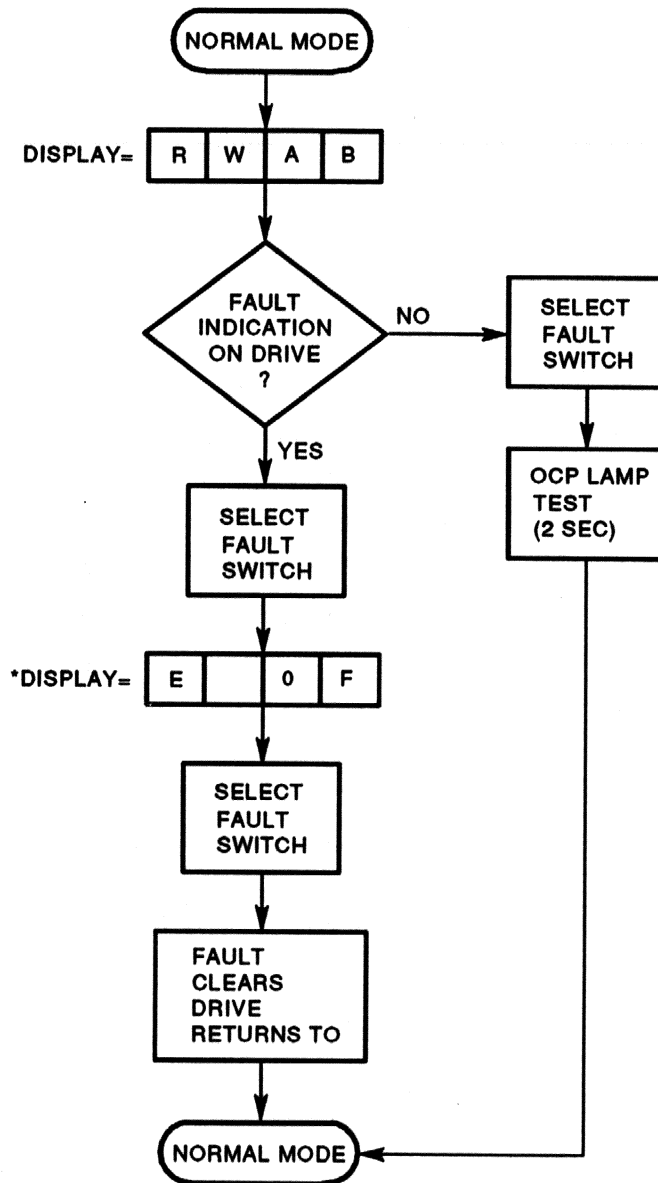 NORMAL MODE
DISPLAY= R W A B
FAULT
INDICATION
ON DRIVE
?
NO
SELECT
FAULT
SWITCH
YES
OCP LAMP
TEST
(2 SEC)
SELECT
FAULT
SWITCH
*DISPLAY= E 0 F
SELECT
FAULT
SWITCH
FAULT
CLEARS
DRIVE
RETURNS TO
NORMAL MODE